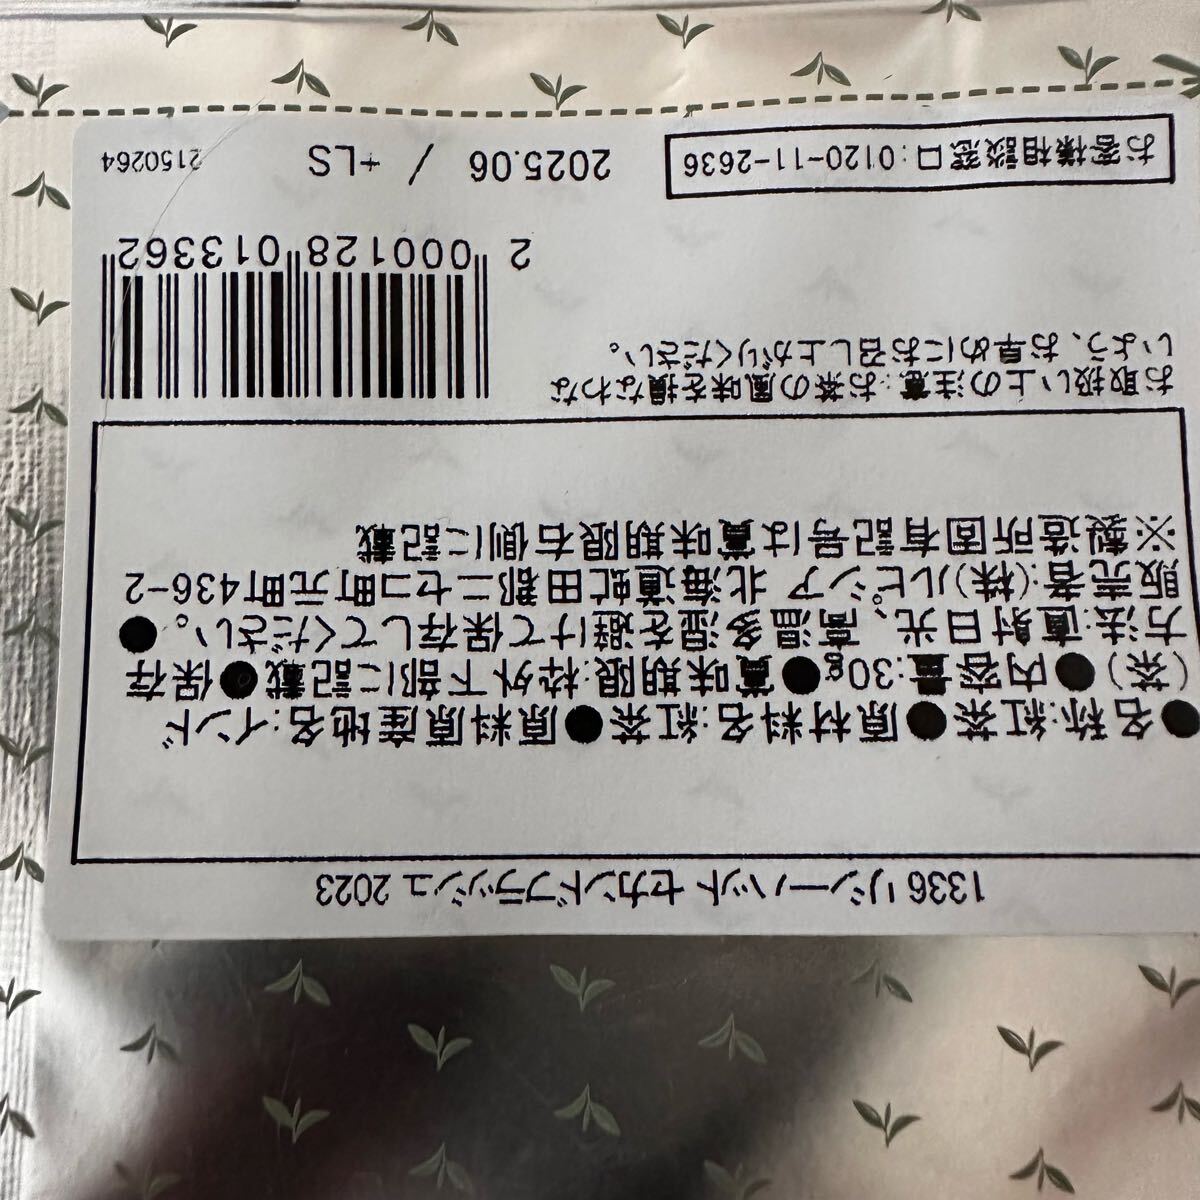 1336 リシーハット セカンドフラッシュ 2023
●名称:紅茶●原材料名:紅茶●原料原産地名:インド
(茶)●内容量:30g●賞味期限:枠外下部に記載●保存
方法:直射日光、高温多湿を避けて保存してください。●
販売者:(株)ルピシア 北海道虻田郡ニセコ町元町436-2
※製造所固有記号は賞味期限右側に記載
お取扱い上の注意:お茶の風味を損なわな
いよう、お早めにお召し上がりください。
2 000128 013362
お客様相談窓口:0120-11-2636
2025.06 / +LS
2150264